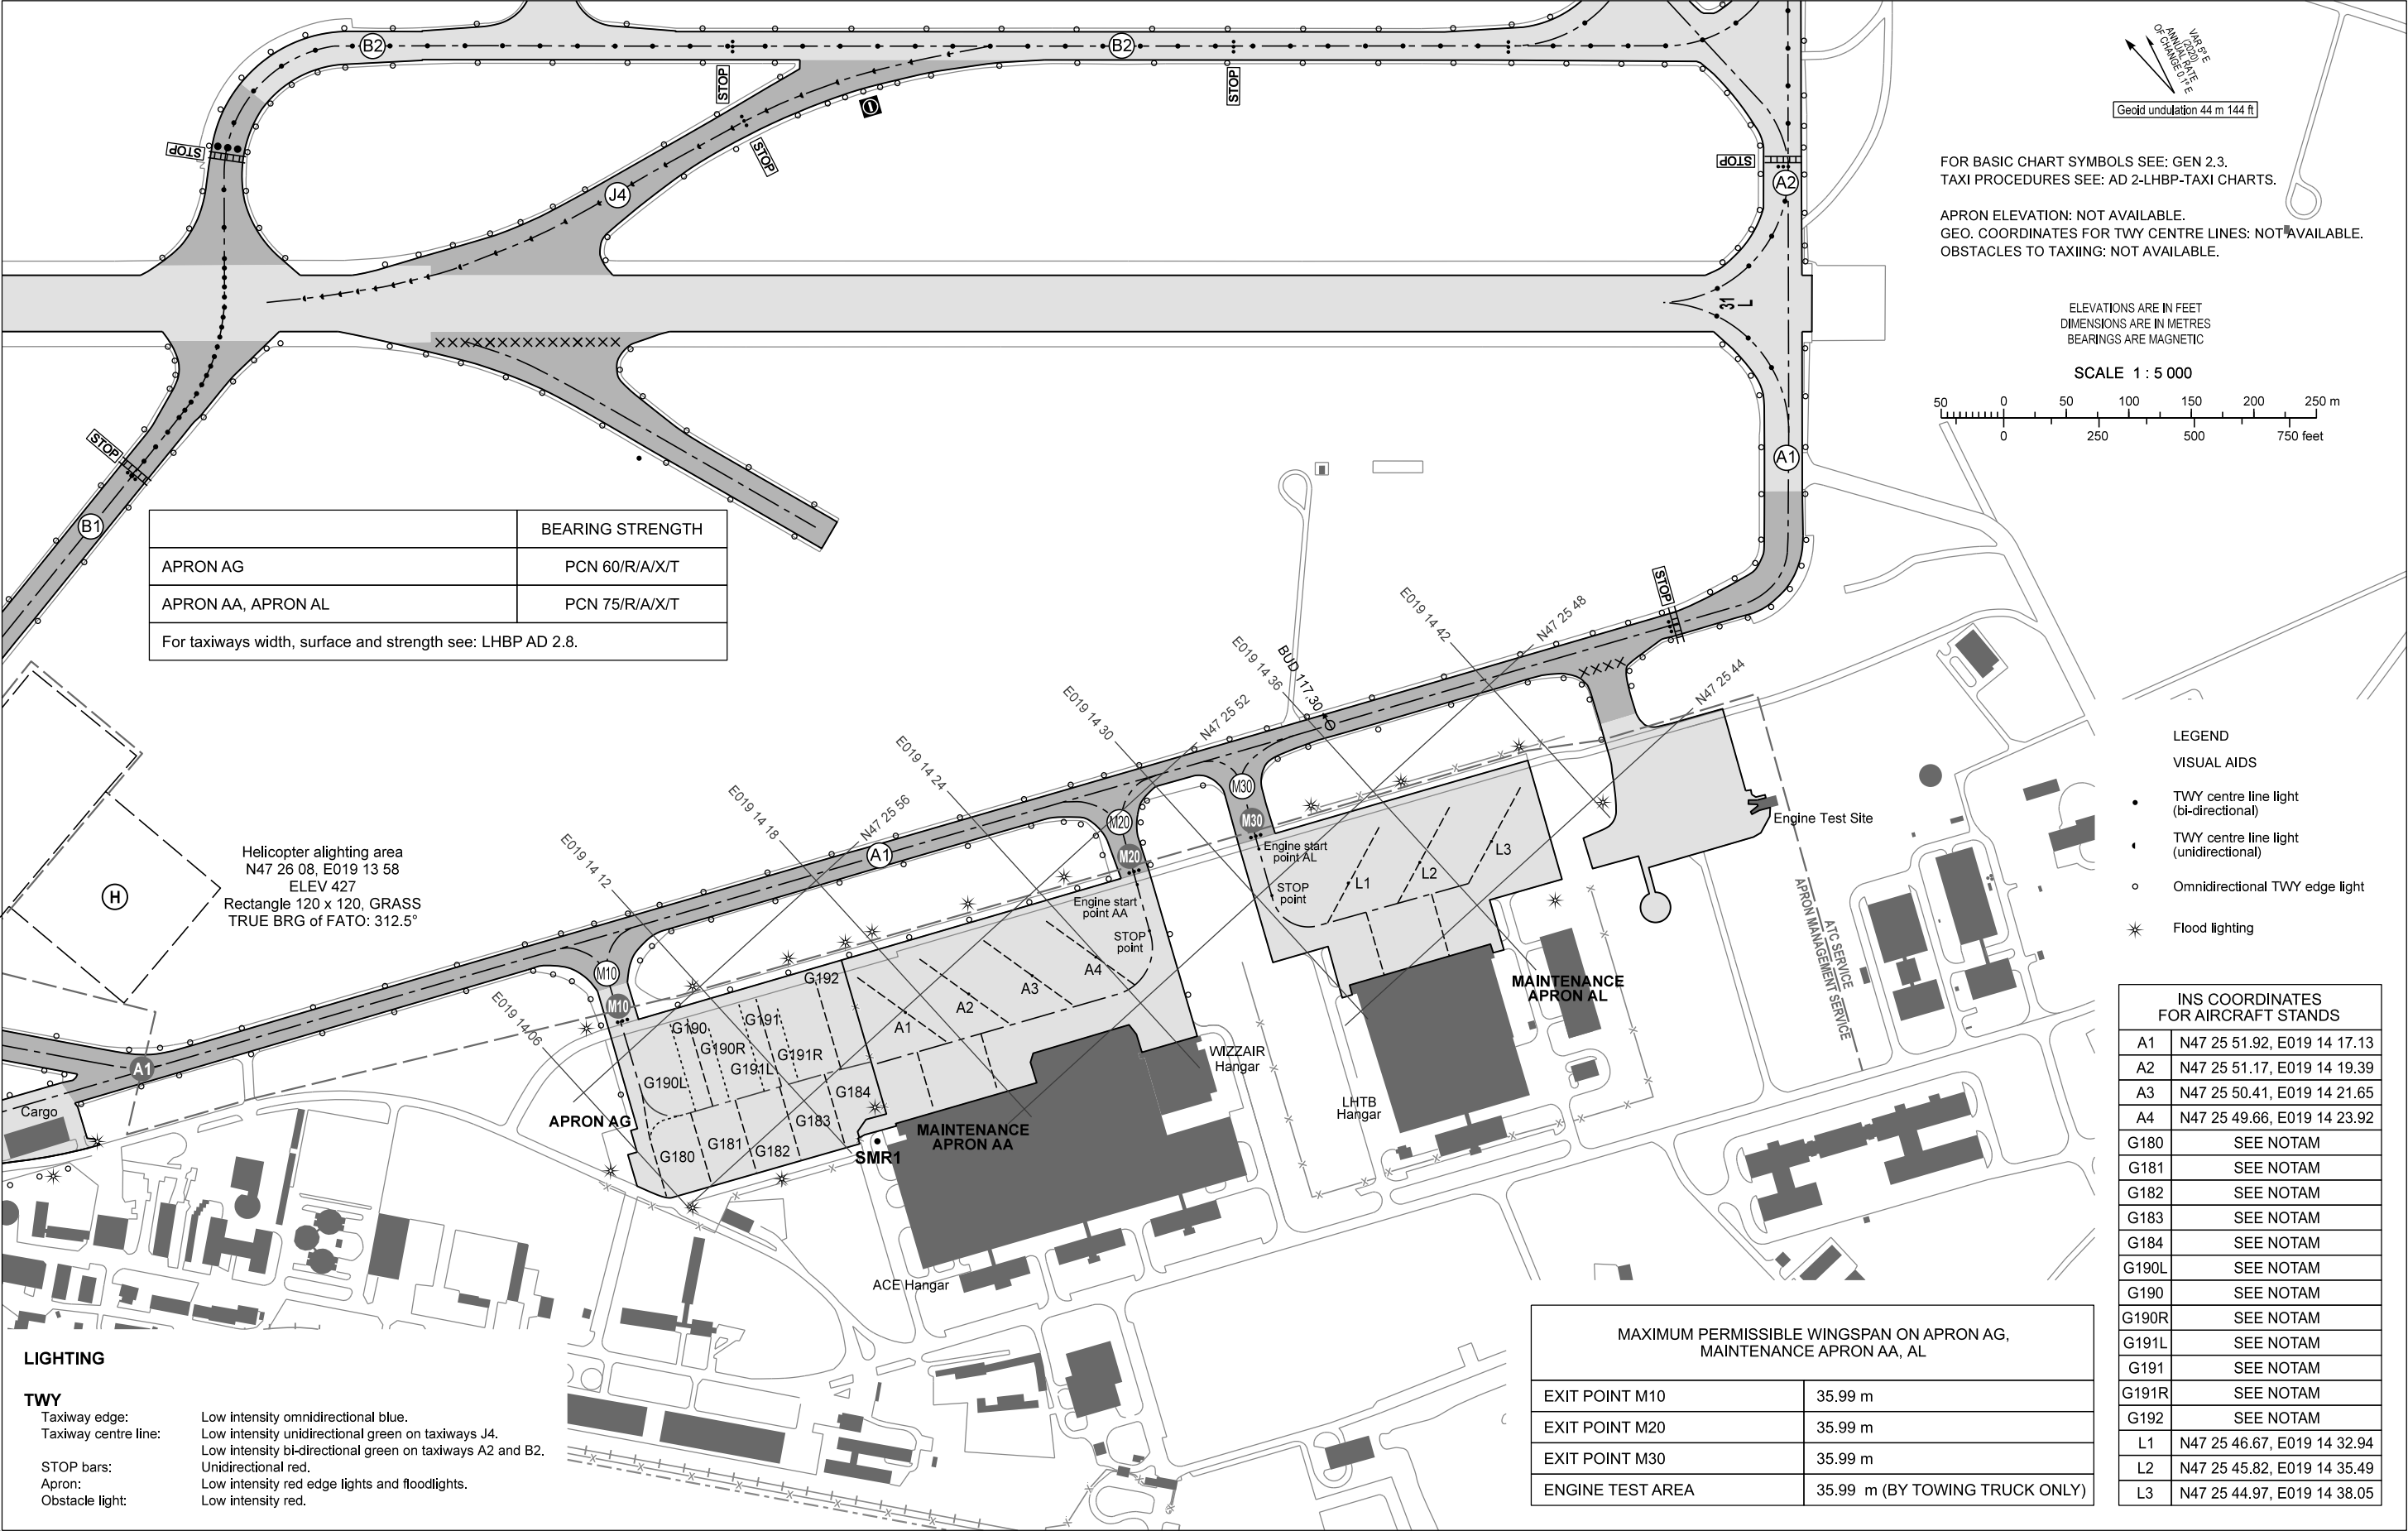 B2
B2
STOP
STOP
STOP
STOP
J4
STOP
A2
31
L
VAR 5° E
(2020)
ANNUAL RATE
OF CHANGE 0.1° E
Geoid undulation 44 m 144 ft
FOR BASIC CHART SYMBOLS SEE: GEN 2.3.
TAXI PROCEDURES SEE: AD 2-LHBP-TAXI CHARTS.
APRON ELEVATION: NOT AVAILABLE.
GEO. COORDINATES FOR TWY CENTRE LINES: NOT AVAILABLE.
OBSTACLES TO TAXIING: NOT AVAILABLE.
ELEVATIONS ARE IN FEET
DIMENSIONS ARE IN METRES
BEARINGS ARE MAGNETIC
SCALE 1 : 5 000
50 0 50 100 150 200 250 m
0 250 500 750 feet
STOP
B1
A1
BEARING STRENGTH
APRON AG PCN 60/R/A/X/T
APRON AA, APRON AL PCN 75/R/A/X/T
For taxiways width, surface and strength see: LHBP AD 2.8.
STOP
E019 14 42
N47 25 48
E019 14 36
BUD 117.30
N47 25 44
E019 14 30
N47 25 52
E019 14 24
E019 14 18
N47 25 56
E019 14 12
E019 14 06
H
Helicopter alighting area
N47 26 08, E019 13 58
ELEV 427
Rectangle 120 x 120, GRASS
TRUE BRG of FATO: 312.5°
A1
M30
M30
M20
M20
M10
M10
A1
Cargo
Engine start
point AL
STOP
point
L1
L2
L3
Engine Test Site
Engine start
point AA
STOP
point
A1
A2
A3
A4
G192
G190
G191
G190R
G191R
G191L
G190L
G184
G183
G182
G181
G180
APRON AG
SMR1
MAINTENANCE
APRON AA
WIZZAIR
Hangar
LHTB
Hangar
MAINTENANCE
APRON AL
ACE Hangar
ATC SERVICE
APRON MANAGEMENT SERVICE
LEGEND
VISUAL AIDS
TWY centre line light
(bi-directional)
TWY centre line light
(unidirectional)
Omnidirectional TWY edge light
Flood lighting
INS COORDINATES
FOR AIRCRAFT STANDS
A1 N47 25 51.92, E019 14 17.13
A2 N47 25 51.17, E019 14 19.39
A3 N47 25 50.41, E019 14 21.65
A4 N47 25 49.66, E019 14 23.92
G180 SEE NOTAM
G181 SEE NOTAM
G182 SEE NOTAM
G183 SEE NOTAM
G184 SEE NOTAM
G190L SEE NOTAM
G190 SEE NOTAM
G190R SEE NOTAM
G191L SEE NOTAM
G191 SEE NOTAM
G191R SEE NOTAM
G192 SEE NOTAM
L1 N47 25 46.67, E019 14 32.94
L2 N47 25 45.82, E019 14 35.49
L3 N47 25 44.97, E019 14 38.05
MAXIMUM PERMISSIBLE WINGSPAN ON APRON AG,
MAINTENANCE APRON AA, AL
EXIT POINT M10 35.99 m
EXIT POINT M20 35.99 m
EXIT POINT M30 35.99 m
ENGINE TEST AREA 35.99 m (BY TOWING TRUCK ONLY)
LIGHTING
TWY
Taxiway edge: Low intensity omnidirectional blue.
Taxiway centre line: Low intensity unidirectional green on taxiways J4.
Low intensity bi-directional green on taxiways A2 and B2.
STOP bars: Unidirectional red.
Apron: Low intensity red edge lights and floodlights.
Obstacle light: Low intensity red.